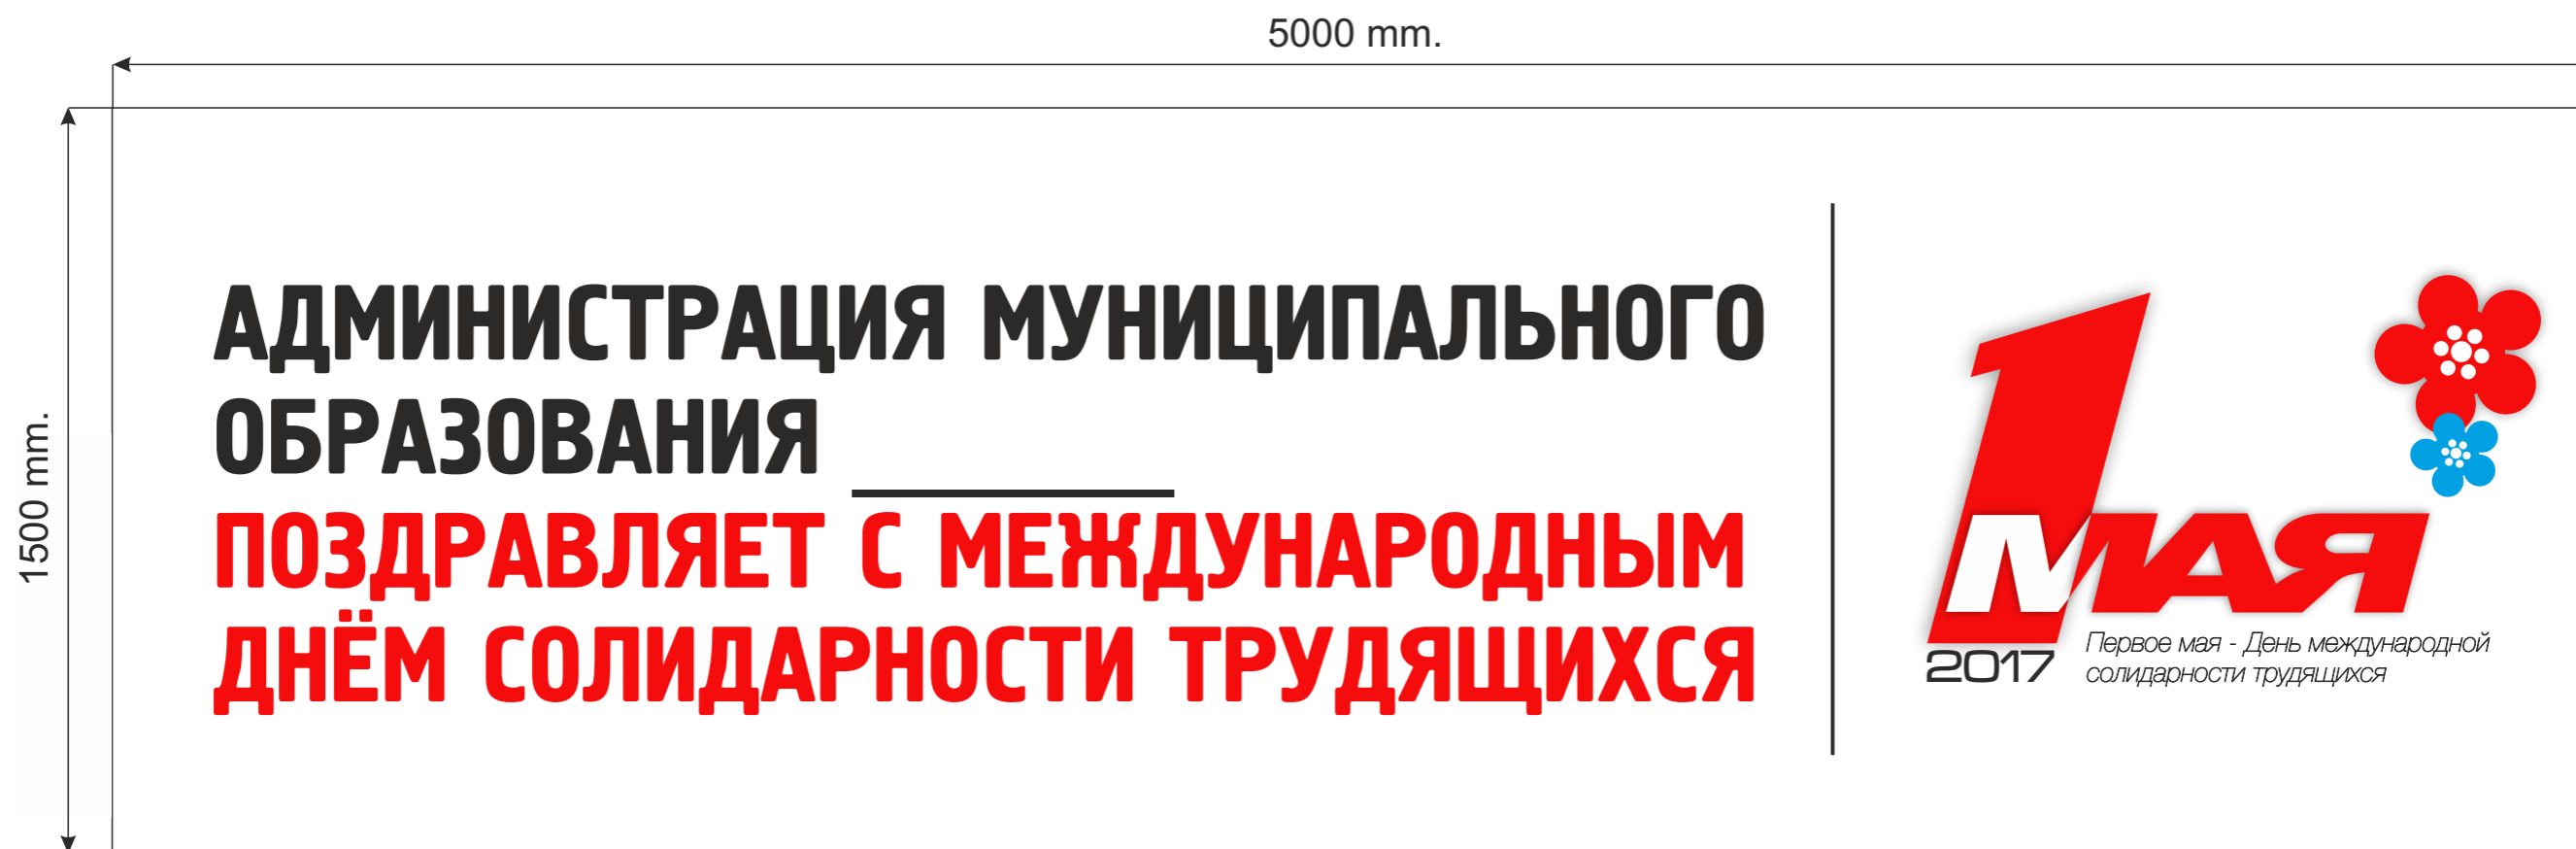 5000 mm.
1500 mm.
АДМИНИСТРАЦИЯ МУНИЦИПАЛЬНОГО
ОБРАЗОВАНИЯ ________
ПОЗДРАВЛЯЕТ С МЕЖДУНАРОДНЫМ
ДНЁМ СОЛИДАРНОСТИ ТРУДЯЩИХСЯ
1
МАЯ
2017
Первое мая - День международной
солидарности трудящихся